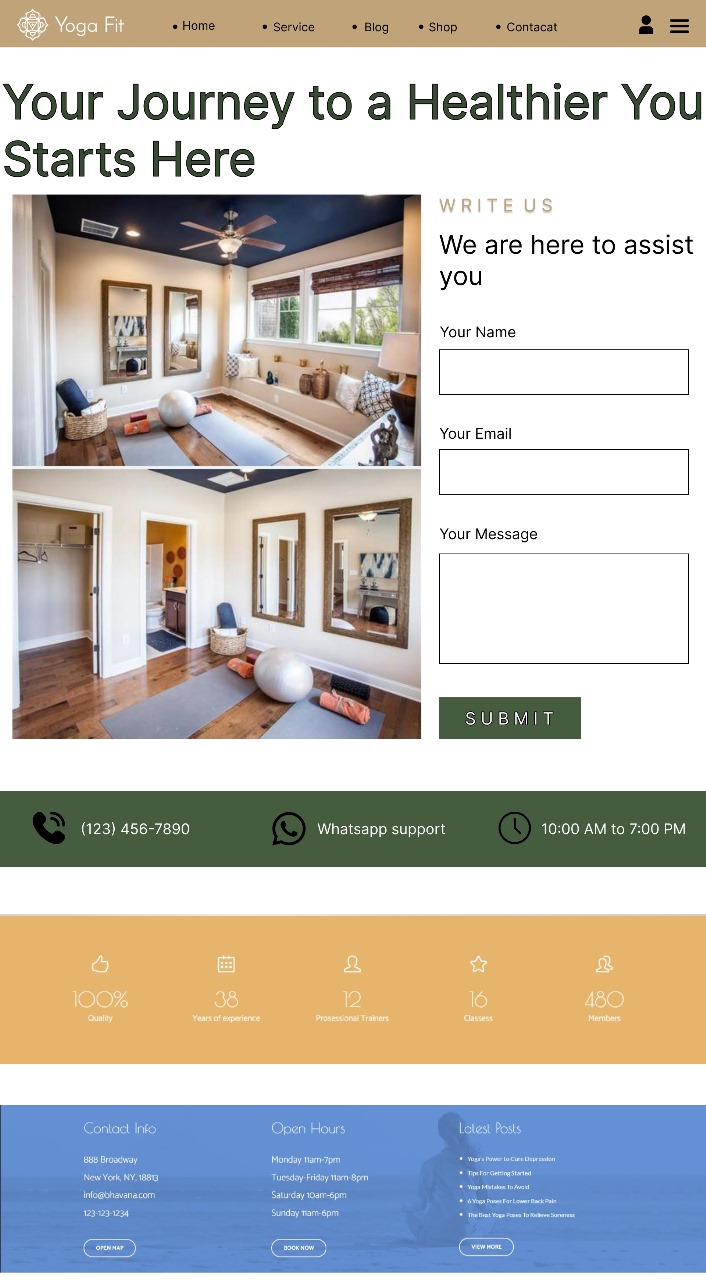 Yoga Fit
• Home
• Service
• Blog
• Shop
• Contacat
Your Journey to a Healthier You
Starts Here
WRITE US
We are here to assist
you
Your Name
Your Email
Your Message
SUBMIT
(123) 456-7890
Whatsapp support
10:00 AM to 7:00 PM
100%
Quality
38
Years of experience
12
Prosessional Trainers
16
Classess
480
Members
Contact Info
888 Broadway
New York, NY, 18813
info@bhavana.com
123-123-1234
OPEN MAP
Open Hours
Monday 11am-7pm
Tuesday-Friday 11am-8pm
Saturday 10am-6pm
Sunday 11am-6pm
BOOK NOW
Latest Posts
• Yoga's Power to Cure Depression
• Tips For Getting Started
• Yoga Mistakes To Avoid
• 6 Yoga Poses For Lower Back Pain
• The Best Yoga Poses To Relieve Soreness
VIEW MORE